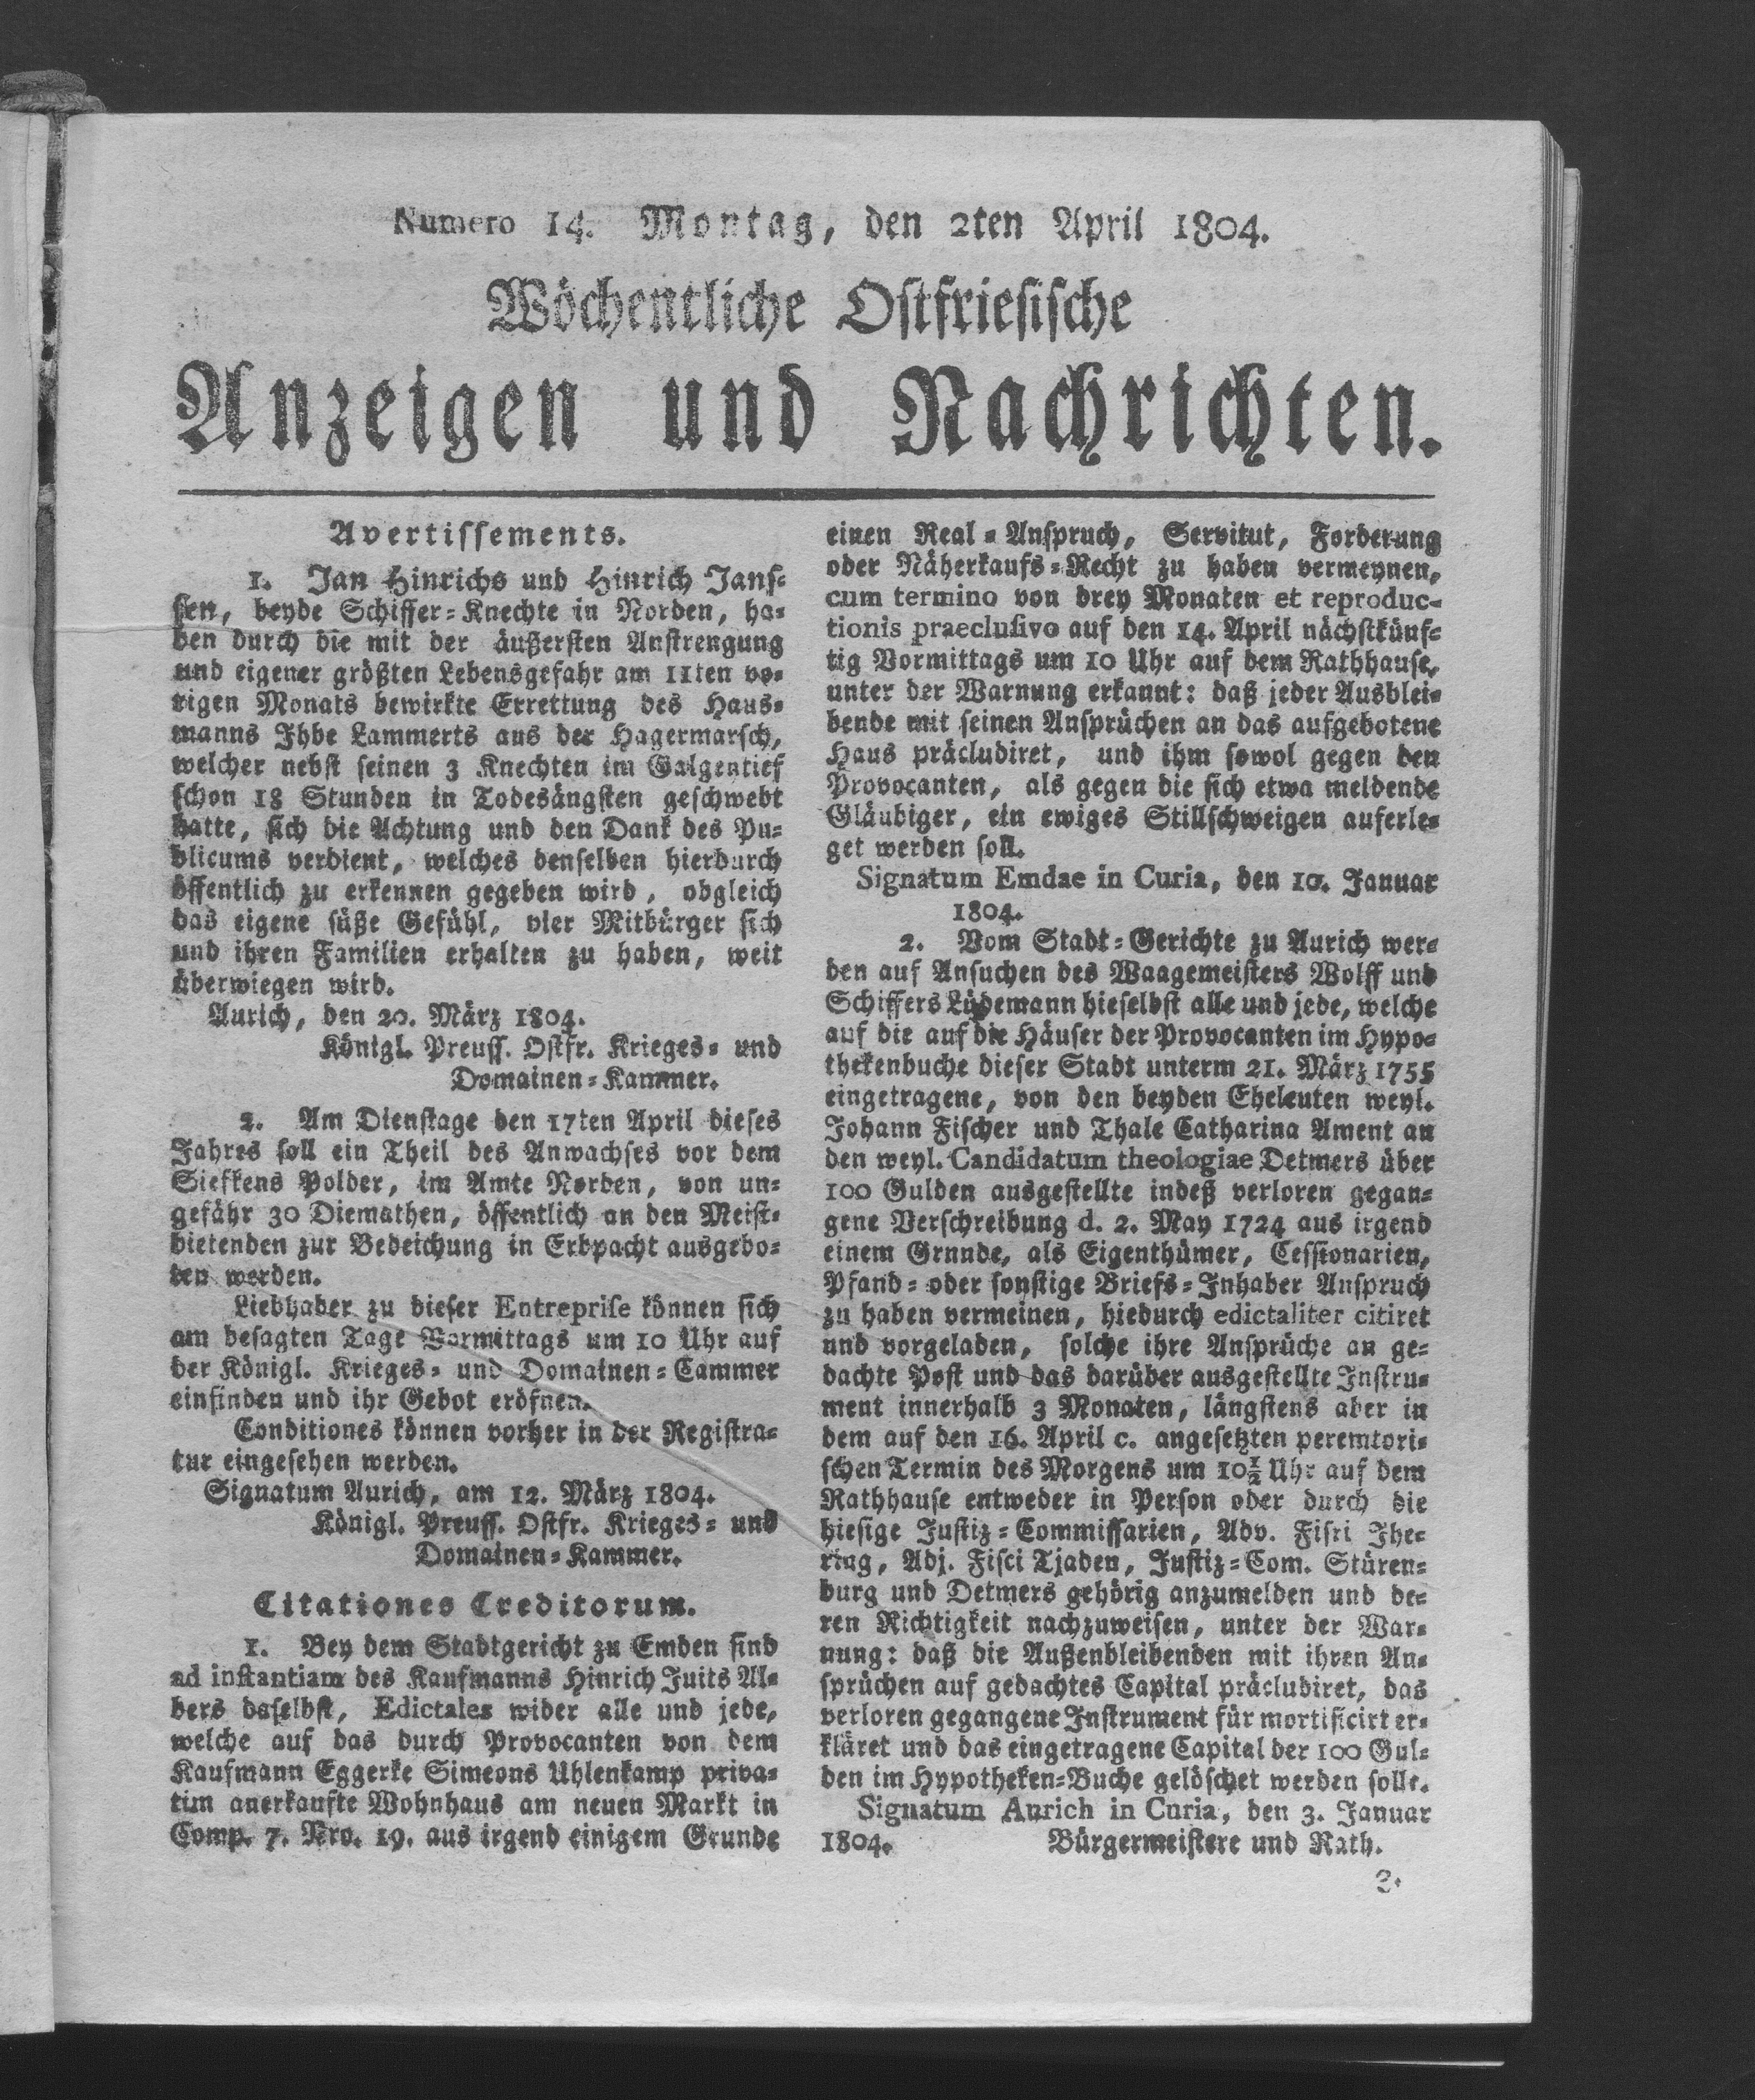 Numero 14. Montag, den 2ten April 1804.
Wöchentliche Ostfriesische
Anzeigen und Nachrichten.
Avertissements.
1. Jan Hinrichs und Hinrich Jans-
sen, beyde Schiffer-Knechte in Norden, ha-
ben durch die mit der äußersten Anstrengung
und eigener größten Lebensgefahr am 11ten vo-
rigen Monats bewirkte Errettung des Haus-
manns Ihbe Lammerts aus der Hagermarsch,
welcher nebst seinen 3 Knechten im Galgentief
schon 18 Stunden in Todesängsten geschwebt
hatte, sich die Achtung und den Dank des Pu-
blicums verdient, welches denselben hierdurch
öffentlich zu erkennen gegeben wird, obgleich
das eigene süße Gefühl, vier Mitbürger sich
und ihren Familien erhalten zu haben, weit
überwiegen wird.
Aurich, den 20. März 1804.
Königl. Preuss. Ostfr. Krieges- und
Domainen-Kammer.
2. Am Dienstage den 17ten April dieses
Jahres soll ein Theil des Anwachses vor dem
Siefkens Polder, im Amte Norden, von un-
gefähr 30 Diemathen, öffentlich an den Meist-
bietenden zur Bedeichung in Erbpacht ausgebo-
ten werden.
Liebhaber zu dieser Entreprise können sich
am besagten Tage Vormittags um 10 Uhr auf
der Königl. Krieges- und Domainen-Cammer
einfinden und ihr Gebot eröfnen.
Conditiones können vorher in der Registra-
tur eingesehen werden.
Signatum Aurich, am 12. März 1804.
Königl. Preuss. Ostfr. Krieges- und
Domainen-Kammer.
Citationes Creditorum.
1. Bey dem Stadtgericht zu Emden sind
ad instantiam des Kaufmanns Hinrich Juits Al-
bers daselbst, Edictales wider alle und jede,
welche auf das durch Provocanten von dem
Kaufmann Eggerke Simeons Uhlenkamp priva-
tim anerkaufte Wohnhaus am neuen Markt in
Comp. 7. Nro. 19. aus irgend einigem Grunde
einen Real-Anspruch, Servitut, Forderung
oder Näherkaufs-Recht zu haben vermeynen,
cum termino von drey Monaten et reproduc-
tionis praeclusivo auf den 14. April nächstkünf-
tig Vormittags um 10 Uhr auf dem Rathhause,
unter der Warnung erkannt: daß jeder Ausblei-
bende mit seinen Ansprüchen an das aufgebotene
Haus präcludiret, und ihm sowol gegen den
Provocanten, als gegen die sich etwa meldende
Gläubiger, ein ewiges Stillschweigen auferle-
get werden soll.
Signatum Emdae in Curia, den 10. Januar
1804.
2. Vom Stadt-Gerichte zu Aurich wer-
den auf Ansuchen des Waagemeisters Wolff und
Schiffers Lüdemann hieselbst alle und jede, welche
auf die auf die Häuser der Provocanten im Hypo-
thekenbuche dieser Stadt unterm 21. März 1755
eingetragene, von den beyden Eheleuten weyl.
Johann Fischer und Thale Catharina Ament an
den weyl. Candidatum theologiae Detmers über
100 Gulden ausgestellte indeß verloren gegan-
gene Verschreibung d. 2. May 1724 aus irgend
einem Grnnde, als Eigenthümer, Cessionarien,
Pfand- oder sonstige Briefs-Inhaber Anspruch
zu haben vermeinen, hiedurch edictaliter citiret
und vorgeladen, solche ihre Ansprüche an ge-
dachte Post und das darüber ausgestellte Instru-
ment innerhalb 3 Monaten, längstens aber in
dem auf den 16. April c. angesetzten peremtori-
schen Termin des Morgens um 10½ Uhr auf dem
Rathhause entweder in Person oder durch die
hiesige Justiz-Commissarien, Adv. Fisci Ihe-
ring, Adj. Fisci Tjaden, Justiz-Com. Stüren-
burg und Detmers gehörig anzumelden und de-
ren Richtigkeit nachzuweisen, unter der War-
nung: daß die Außenbleibenden mit ihren An-
sprüchen auf gedachtes Capital präcludiret, das
verloren gegangene Instrument für mortificirt er-
kläret und das eingetragene Capital der 100 Gul-
den im Hypotheken-Buche gelöschet werden solle.
Signatum Aurich in Curia, den 3. Januar
1804. Bürgermeistere und Rath.
3.